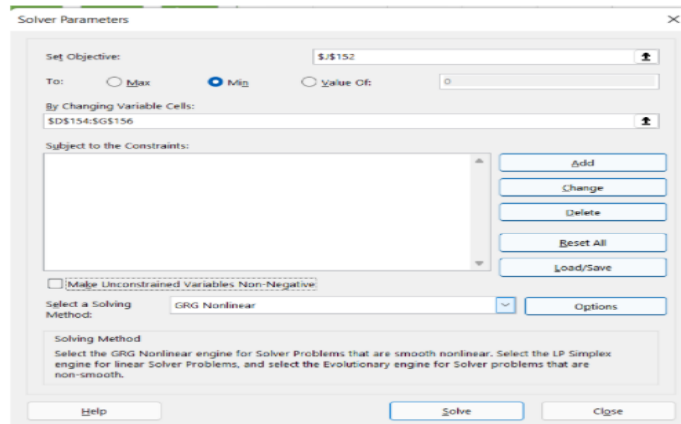 Solver Parameters
Set Objective: $J$152
To: Max Min Value Of: 0
By Changing Variable Cells:
$D$154:$G$156
Subject to the Constraints:
Add
Change
Delete
Reset All
Load/Save
Make Unconstrained Variables Non-Negative
Select a Solving Method: GRG Nonlinear Options
Solving Method
Select the GRG Nonlinear engine for Solver Problems that are smooth nonlinear. Select the LP Simplex
engine for linear Solver Problems, and select the Evolutionary engine for Solver problems that are
non-smooth.
Help Solve Close